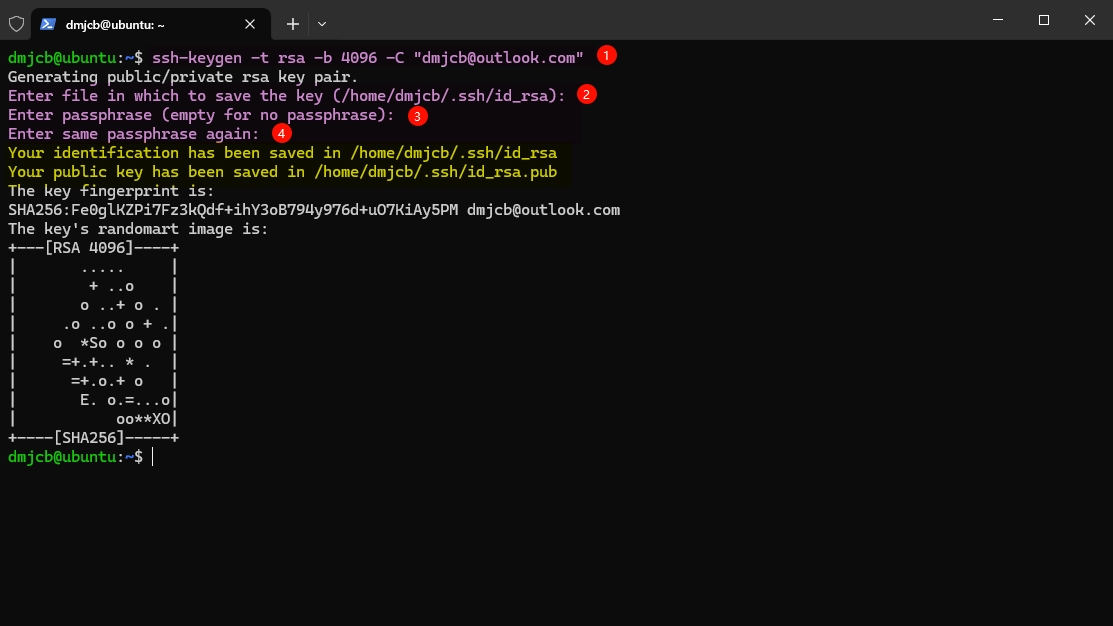 dmjcb@ubuntu: ~
dmjcb@ubuntu:~$ ssh-keygen -t rsa -b 4096 -C "dmjcb@outlook.com" 1
Generating public/private rsa key pair.
Enter file in which to save the key (/home/dmjcb/.ssh/id_rsa): 2
Enter passphrase (empty for no passphrase): 3
Enter same passphrase again: 4
Your identification has been saved in /home/dmjcb/.ssh/id_rsa
Your public key has been saved in /home/dmjcb/.ssh/id_rsa.pub
The key fingerprint is:
SHA256:Fe0glKZPi7Fz3kQdf+ihY3oB794y976d+uO7KiAy5PM dmjcb@outlook.com
The key's randomart image is:
+---[RSA 4096]----+
|       .....     |
|        + ..o    |
|       o ..+ o . |
|     .o ..o o + .|
|    o  *So o o o |
|     =+.+.. * .  |
|      =+.o.+ o   |
|       E. o.=...o|
|           oo**XO|
+----[SHA256]-----+
dmjcb@ubuntu:~$